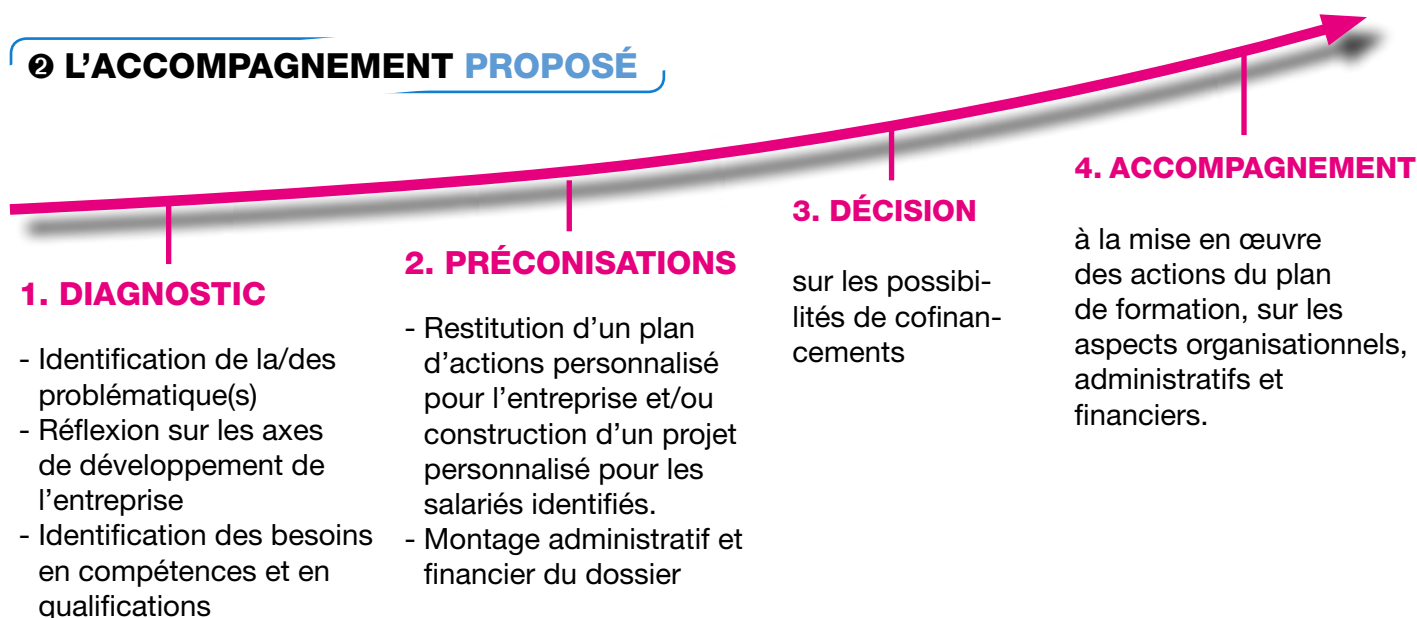 ❷ L’ACCOMPAGNEMENT PROPOSÉ
1. DIAGNOSTIC
- Identification de la/des
problématique(s)
- Réflexion sur les axes
de développement de
l’entreprise
- Identification des besoins
en compétences et en
qualifications
2. PRÉCONISATIONS
- Restitution d’un plan
d’actions personnalisé
pour l’entreprise et/ou
construction d’un projet
personnalisé pour les
salariés identifiés.
- Montage administratif et
financier du dossier
3. DÉCISION
sur les possibi-
lités de cofinan-
cements
4. ACCOMPAGNEMENT
à la mise en œuvre
des actions du plan
de formation, sur les
aspects organisationnels,
administratifs et
financiers.